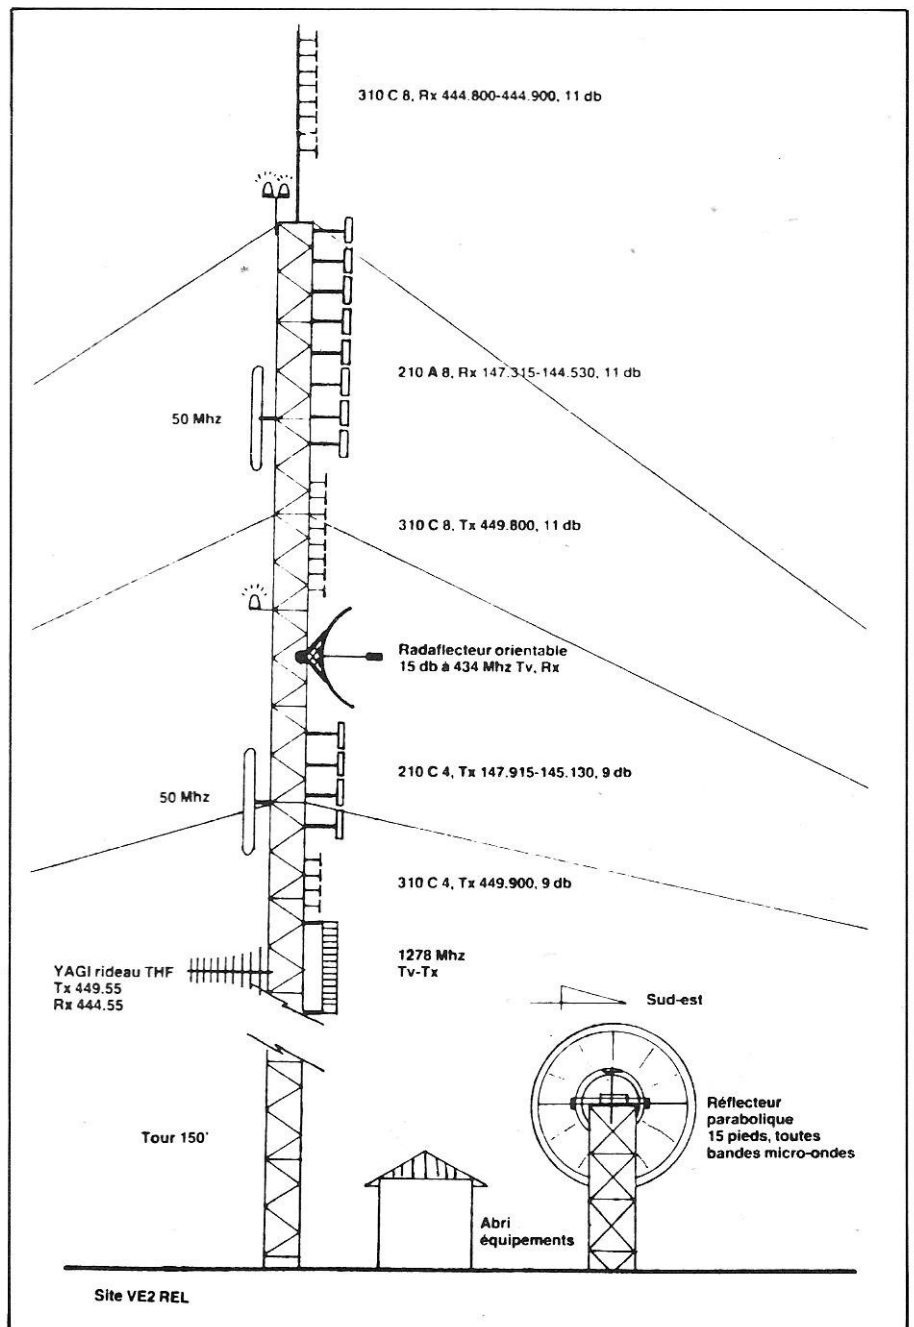 310 C 8, Rx 444.800-444.900, 11 db
210 A 8, Rx 147.315-144.530, 11 db
50 Mhz
310 C 8, Tx 449.800, 11 db
Radaflecteur orientable
15 db à 434 Mhz Tv, Rx
210 C 4, Tx 147.915-145.130, 9 db
50 Mhz
310 C 4, Tx 449.900, 9 db
1278 Mhz
Tv-Tx
YAGI rideau THF
Tx 449.55
Rx 444.55
Sud-est
Réflecteur
parabolique
15 pieds, toutes
bandes micro-ondes
Tour 150'
Abri
équipements
Site VE2 REL